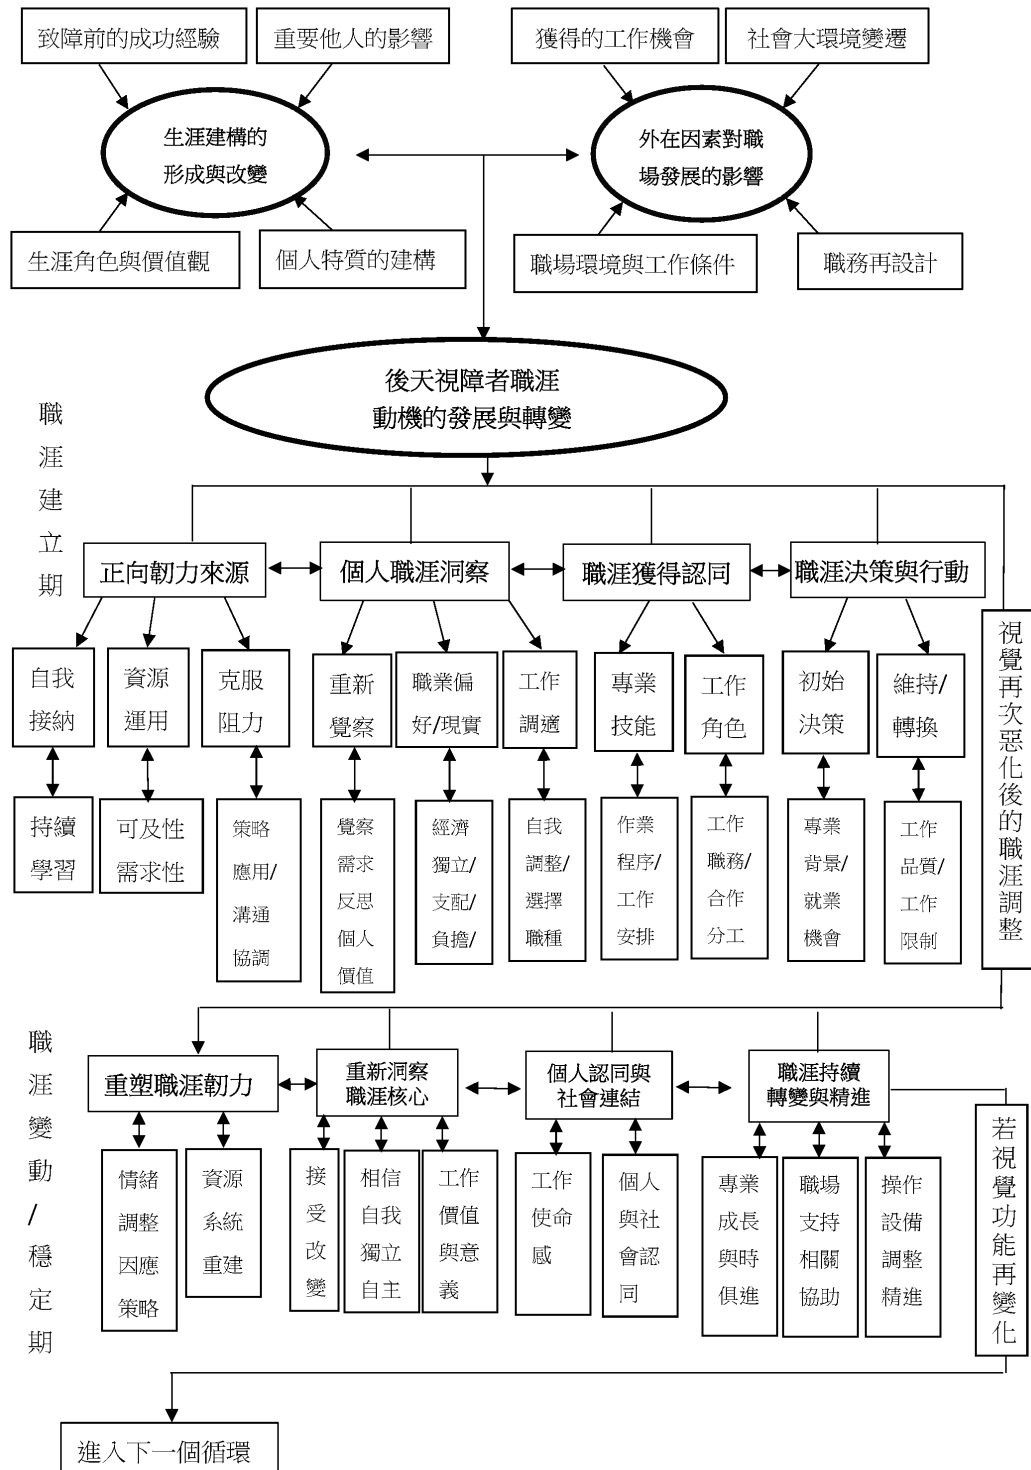 致障前的成功經驗
重要他人的影響
獲得的工作機會
社會大環境變遷
生涯建構的
形成與改變
外在因素對職
場發展的影響
生涯角色與價值觀
個人特質的建構
職場環境與工作條件
職務再設計
後天視障者職涯
動機的發展與轉變
職
涯
建
立
期
正向韌力來源
個人職涯洞察
職涯獲得認同
職涯決策與行動
視
覺
再
次
惡
化
後
的
職
涯
調
整
自我
接納
資源
運用
克服
阻力
重新
覺察
職業偏
好/現實
工作
調適
專業
技能
工作
角色
初始
決策
維持/
轉換
持續
學習
可及性
需求性
策略
應用/
溝通
協調
覺察
需求
反思
個人
價值
經濟
獨立/
支配/
負擔/
自我
調整/
選擇
職種
作業
程序/
工作
安排
工作
職務/
合作
分工
專業
背景/
就業
機會
工作
品質/
工作
限制
職
涯
變
動
/
穩
定
期
重塑職涯韌力
重新洞察
職涯核心
個人認同與
社會連結
職涯持續
轉變與精進
若
視
覺
功
能
再
變
化
情緒
調整
因應
策略
資源
系統
重建
接
受
改
變
相信
自我
獨立
自主
工作
價值
與意
義
工作
使命
感
個人
與社
會認
同
專業
成長
與時
俱進
職場
支持
相關
協助
操作
設備
調整
精進
進入下一個循環